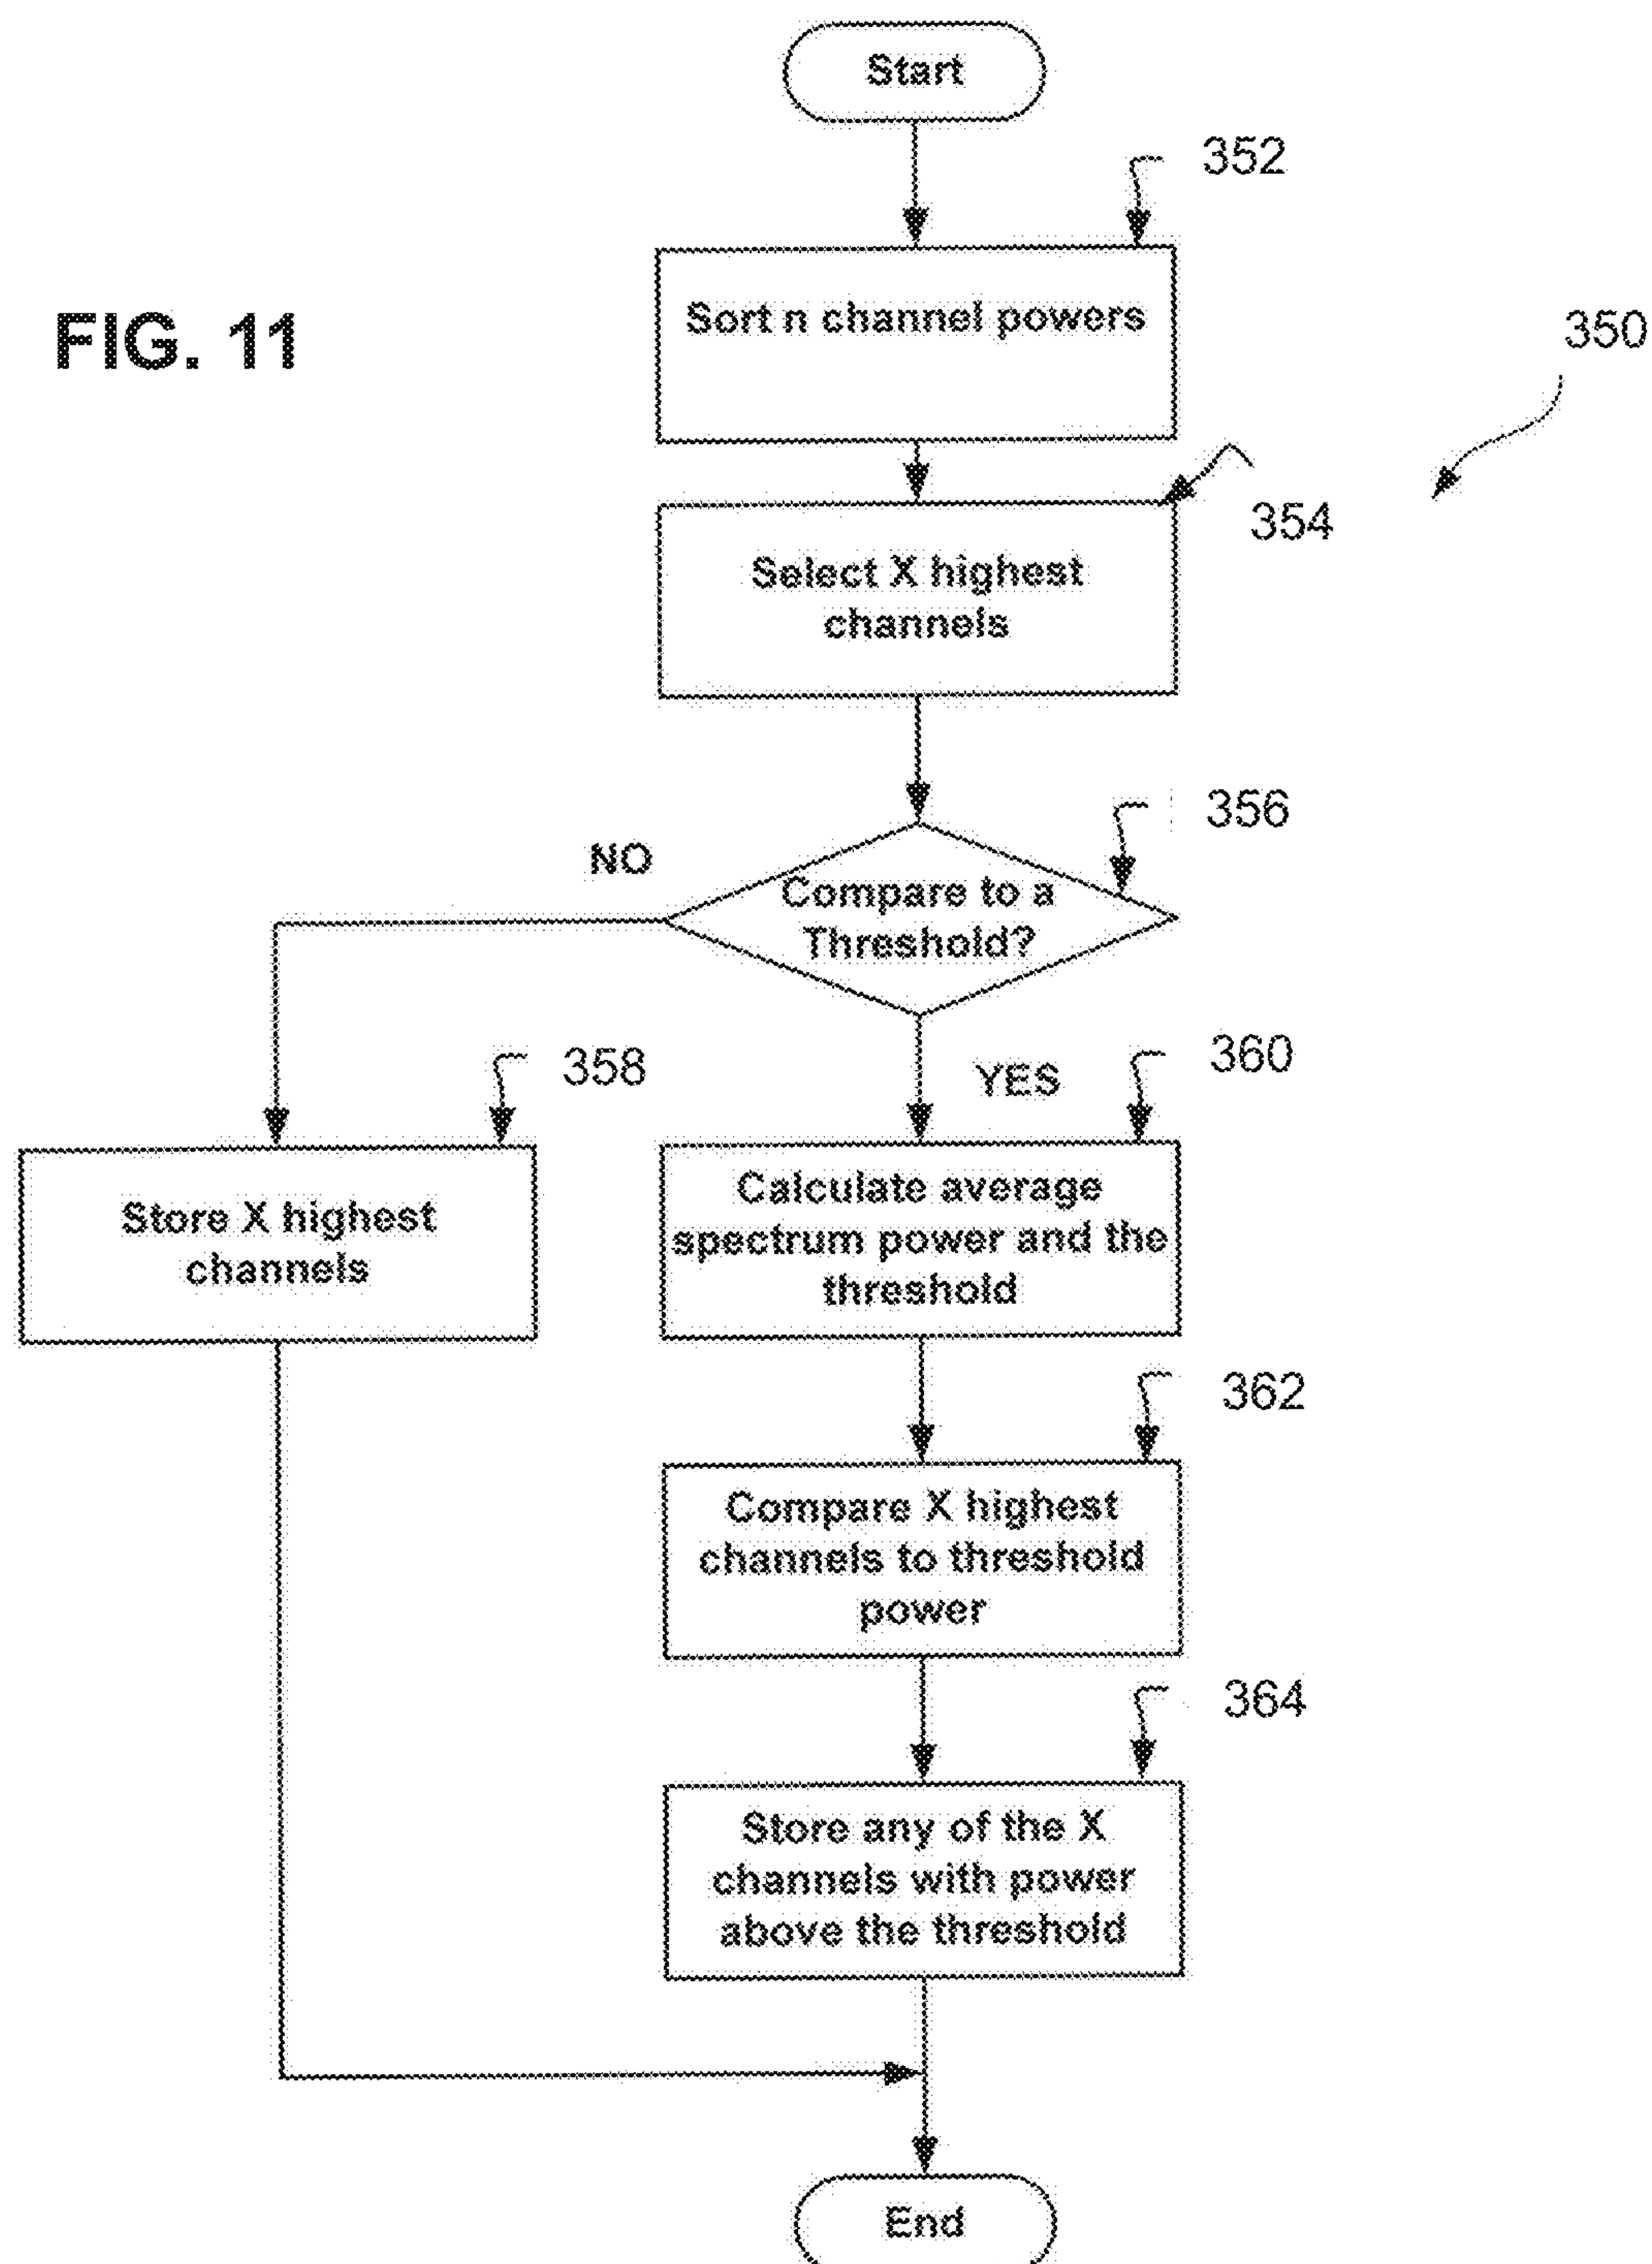 Start
352
Sort n channel powers
FIG. 11
350
354
Select X highest
channels
356
NO
Compare to a
Threshold?
358
YES
360
Store X highest
channels
Calculate average
spectrum power and the
threshold
362
Compare X highest
channels to threshold
power
364
Store any of the X
channels with power
above the threshold
End